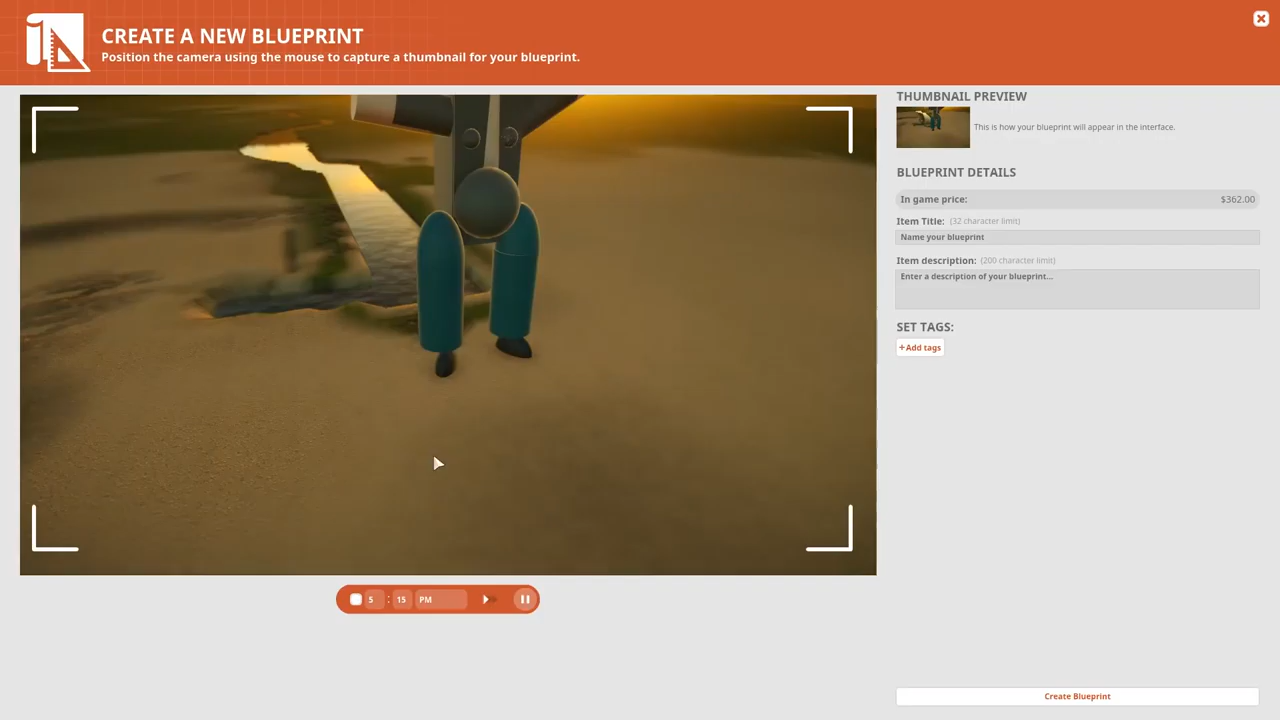 CREATE A NEW BLUEPRINT
Position the camera using the mouse to capture a thumbnail for your blueprint.
THUMBNAIL PREVIEW
This is how your blueprint will appear in the interface.
BLUEPRINT DETAILS
In game price: $362.00
Item Title: (32 character limit)
Name your blueprint
Item description: (200 character limit)
Enter a description of your blueprint...
SET TAGS:
+Add tags
5 : 15 PM
Create Blueprint